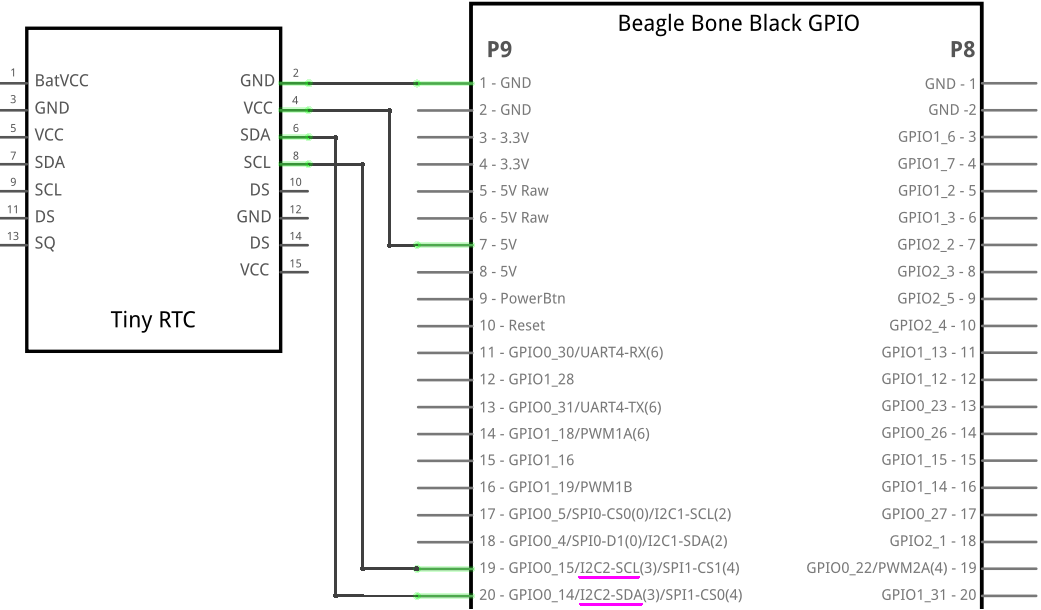 Beagle Bone Black GPIO
P9 P8
1 BatVCC GND 2
3 GND VCC 4
5 VCC SDA 6
7 SDA SCL 8
9 SCL DS 10
11 DS GND 12
13 SQ DS 14
VCC 15
Tiny RTC
1 - GND
2 - GND
3 - 3.3V
4 - 3.3V
5 - 5V Raw
6 - 5V Raw
7 - 5V
8 - 5V
9 - PowerBtn
10 - Reset
11 - GPIO0_30/UART4-RX(6)
12 - GPIO1_28
13 - GPIO0_31/UART4-TX(6)
14 - GPIO1_18/PWM1A(6)
15 - GPIO1_16
16 - GPIO1_19/PWM1B
17 - GPIO0_5/SPI0-CS0(0)/I2C1-SCL(2)
18 - GPIO0_4/SPI0-D1(0)/I2C1-SDA(2)
19 - GPIO0_15/I2C2-SCL(3)/SPI1-CS1(4)
20 - GPIO0_14/I2C2-SDA(3)/SPI1-CS0(4)
GND - 1
GND -2
GPIO1_6 - 3
GPIO1_7 - 4
GPIO1_2 - 5
GPIO1_3 - 6
GPIO2_2 - 7
GPIO2_3 - 8
GPIO2_5 - 9
GPIO2_4 - 10
GPIO1_13 - 11
GPIO1_12 - 12
GPIO0_23 - 13
GPIO0_26 - 14
GPIO1_15 - 15
GPIO1_14 - 16
GPIO0_27 - 17
GPIO2_1 - 18
GPIO0_22/PWM2A(4) - 19
GPIO1_31 - 20